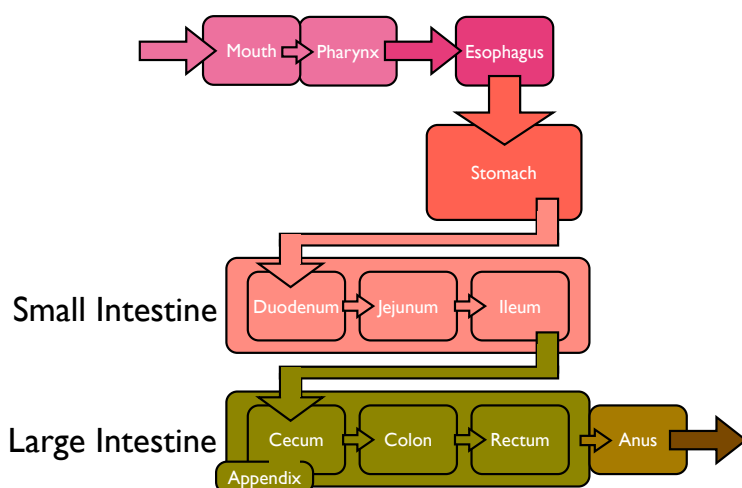 Mouth
Pharynx
Esophagus
Stomach
Small Intestine
Duodenum
Jejunum
Ileum
Large Intestine
Cecum
Colon
Rectum
Anus
Appendix